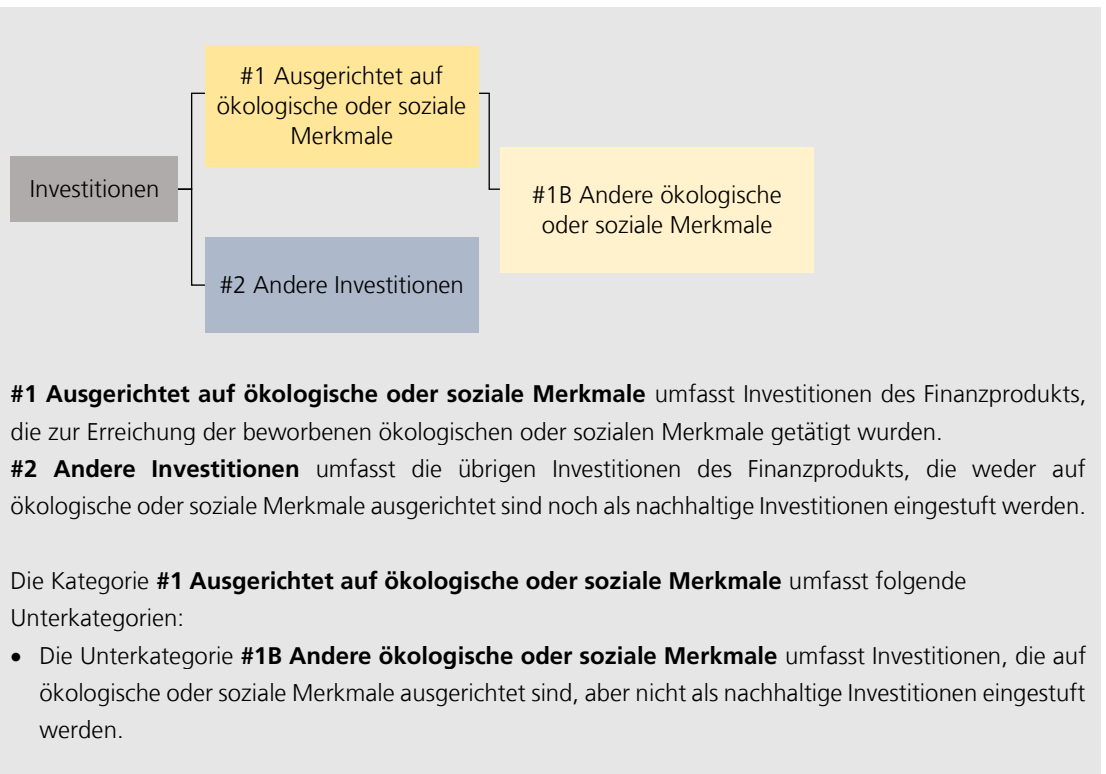 #1 Ausgerichtet auf
ökologische oder soziale
Merkmale
Investitionen
#1B Andere ökologische
oder soziale Merkmale
#2 Andere Investitionen
#1 Ausgerichtet auf ökologische oder soziale Merkmale umfasst Investitionen des Finanzprodukts,
die zur Erreichung der beworbenen ökologischen oder sozialen Merkmale getätigt wurden.
#2 Andere Investitionen umfasst die übrigen Investitionen des Finanzprodukts, die weder auf
ökologische oder soziale Merkmale ausgerichtet sind noch als nachhaltige Investitionen eingestuft werden.
Die Kategorie #1 Ausgerichtet auf ökologische oder soziale Merkmale umfasst folgende
Unterkategorien:
• Die Unterkategorie #1B Andere ökologische oder soziale Merkmale umfasst Investitionen, die auf
ökologische oder soziale Merkmale ausgerichtet sind, aber nicht als nachhaltige Investitionen eingestuft
werden.